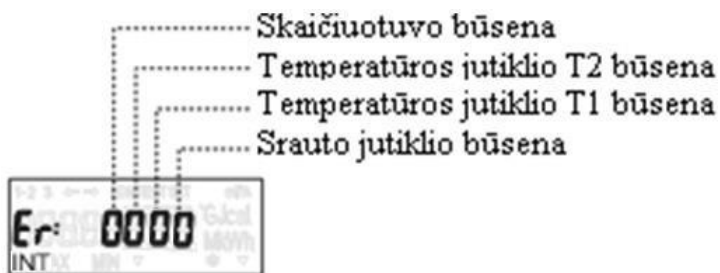 Skaičiuotuvo būsena
Temperatūros jutiklio T2 būsena
Temperatūros jutiklio T1 būsena
Srauto jutiklio būsena
Er: 0000
INT